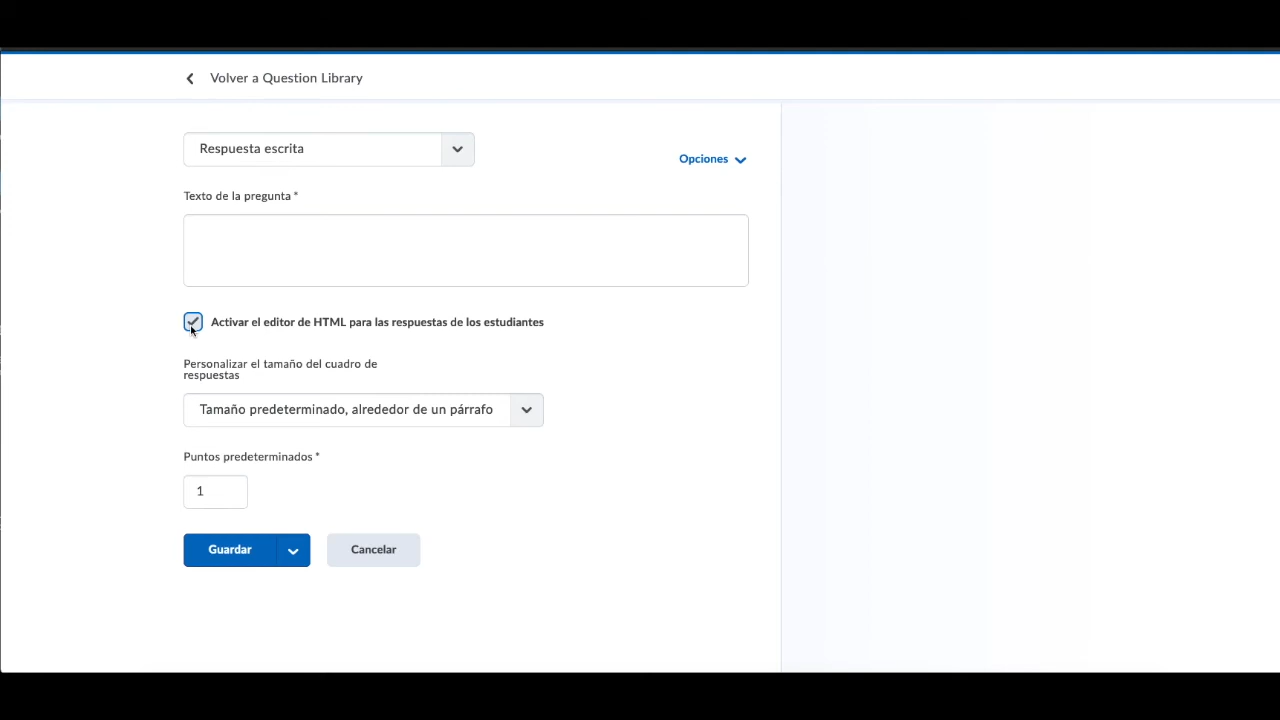 Volver a Question Library
Respuesta escrita
Opciones
Texto de la pregunta *
Activar el editor de HTML para las respuestas de los estudiantes
Personalizar el tamaño del cuadro de
respuestas
Tamaño predeterminado, alrededor de un párrafo
Puntos predeterminados *
1
Guardar
Cancelar